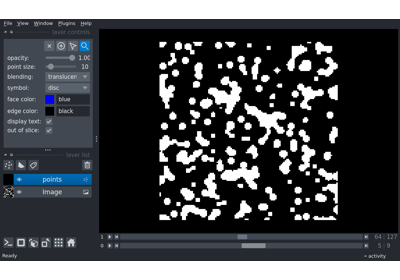 File View Window Plugins Help
layer controls
opacity: 1.00
point size: 10
blending: translucen
symbol: disc
face color: blue
edge color: black
display text:
out of slice:
layer list
points
Image
1 64 127
0 5 9
Ready activity